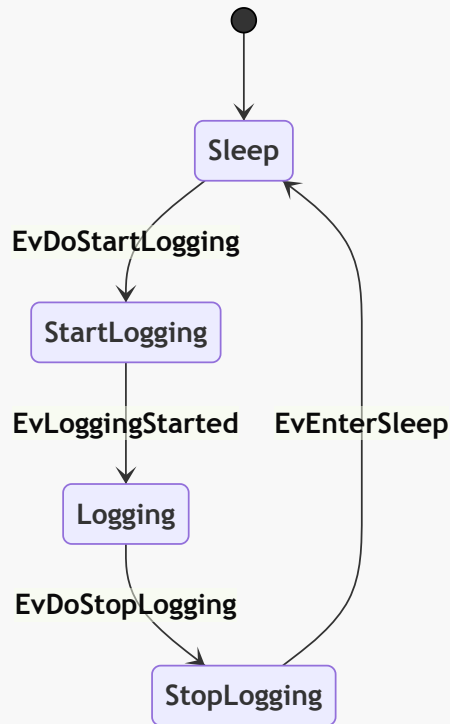 Sleep
EvDoStartLogging
StartLogging
EvLoggingStarted
EvEnterSleep
Logging
EvDoStopLogging
StopLogging